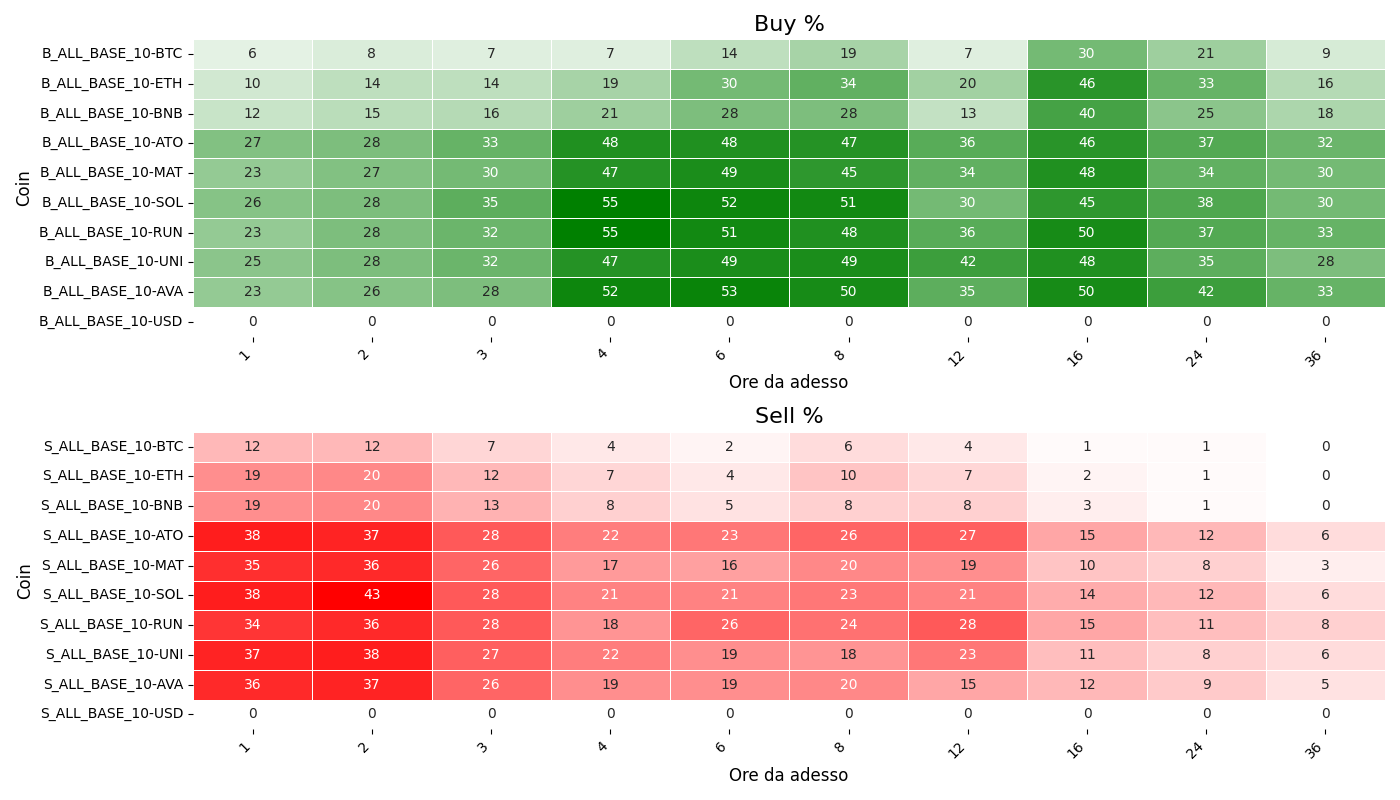 Buy %
Coin
B_ALL_BASE_10-BTC 6 8 7 7 14 19 7 30 21 9
B_ALL_BASE_10-ETH 10 14 14 19 30 34 20 46 33 16
B_ALL_BASE_10-BNB 12 15 16 21 28 28 13 40 25 18
B_ALL_BASE_10-ATO 27 28 33 48 48 47 36 46 37 32
B_ALL_BASE_10-MAT 23 27 30 47 49 45 34 48 34 30
B_ALL_BASE_10-SOL 26 28 35 55 52 51 30 45 38 30
B_ALL_BASE_10-RUN 23 28 32 55 51 48 36 50 37 33
B_ALL_BASE_10-UNI 25 28 32 47 49 49 42 48 35 28
B_ALL_BASE_10-AVA 23 26 28 52 53 50 35 50 42 33
B_ALL_BASE_10-USD 0 0 0 0 0 0 0 0 0 0
1 2 3 4 6 8 12 16 24 36
Ore da adesso
Sell %
Coin
S_ALL_BASE_10-BTC 12 12 7 4 2 6 4 1 1 0
S_ALL_BASE_10-ETH 19 20 12 7 4 10 7 2 1 0
S_ALL_BASE_10-BNB 19 20 13 8 5 8 8 3 1 0
S_ALL_BASE_10-ATO 38 37 28 22 23 26 27 15 12 6
S_ALL_BASE_10-MAT 35 36 26 17 16 20 19 10 8 3
S_ALL_BASE_10-SOL 38 43 28 21 21 23 21 14 12 6
S_ALL_BASE_10-RUN 34 36 28 18 26 24 28 15 11 8
S_ALL_BASE_10-UNI 37 38 27 22 19 18 23 11 8 6
S_ALL_BASE_10-AVA 36 37 26 19 19 20 15 12 9 5
S_ALL_BASE_10-USD 0 0 0 0 0 0 0 0 0 0
1 2 3 4 6 8 12 16 24 36
Ore da adesso